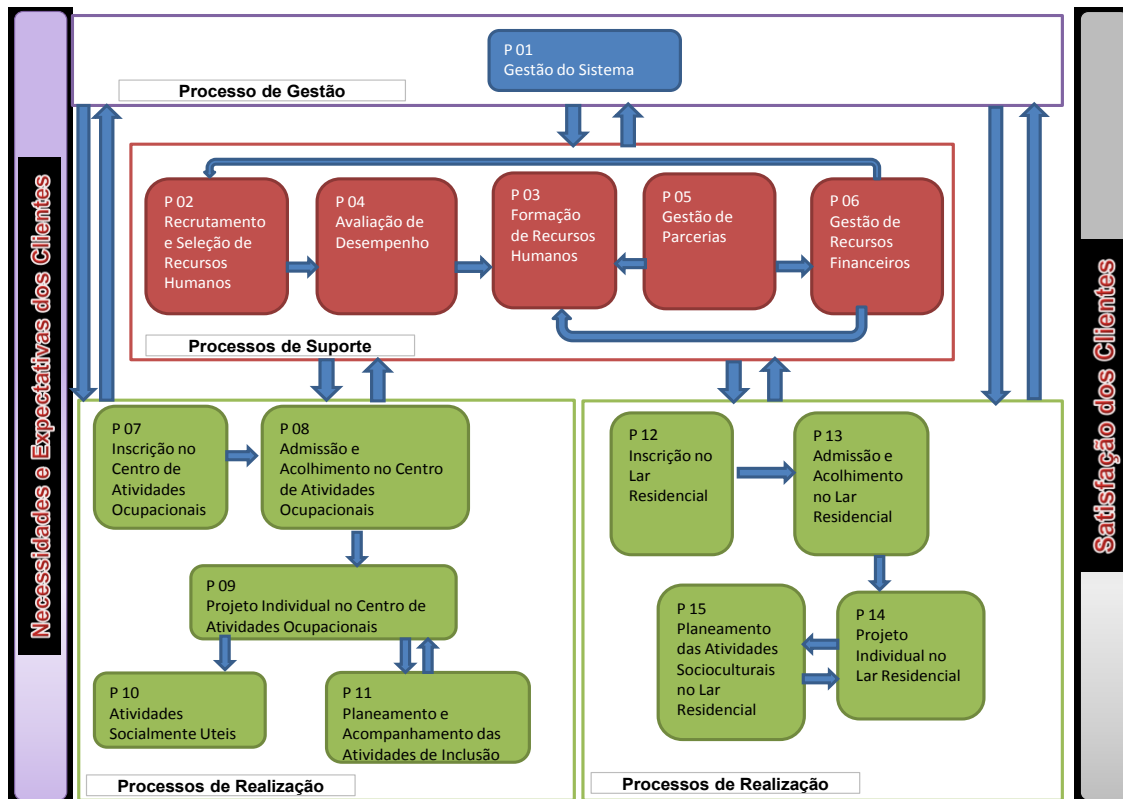 Necessidades e Expectativas dos Clientes
P 01
Gestão do Sistema
Processo de Gestão
P 02
Recrutamento
e Seleção de
Recursos
Humanos
P 04
Avaliação de
Desempenho
P 03
Formação
de Recursos
Humanos
P 05
Gestão de
Parcerias
P 06
Gestão de
Recursos
Financeiros
Processos de Suporte
P 07
Inscrição no
Centro de
Atividades
Ocupacionais
P 08
Admissão e
Acolhimento no Centro
de Atividades
Ocupacionais
P 09
Projeto Individual no Centro de
Atividades Ocupacionais
P 10
Atividades
Socialmente Uteis
P 11
Planeamento e
Acompanhamento das
Atividades de Inclusão
Processos de Realização
P 12
Inscrição no
Lar
Residencial
P 13
Admissão e
Acolhimento
no Lar
Residencial
P 15
Planeamento
das Atividades
Socioculturais
no Lar
Residencial
P 14
Projeto
Individual no
Lar Residencial
Processos de Realização
Satisfação dos Clientes